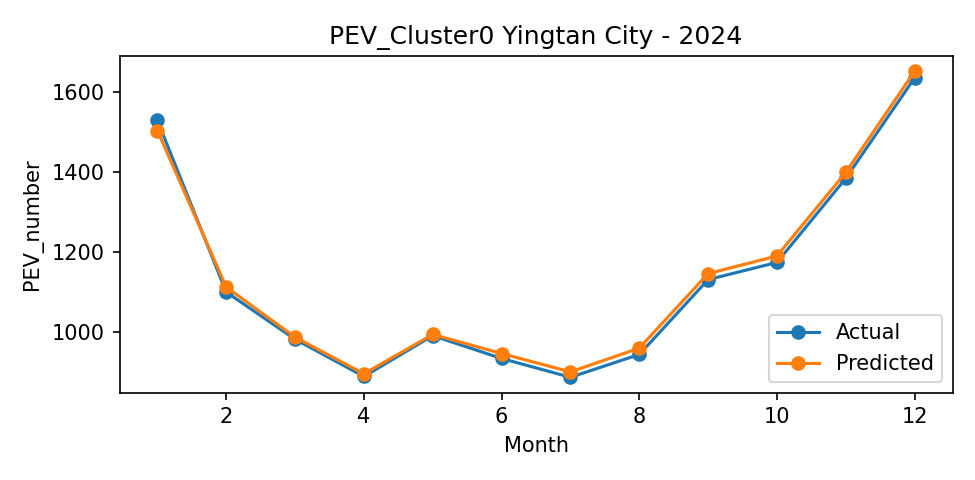 PEV_Cluster0 Yingtan City - 2024
PEV_number
1600
1400
1200
1000
2 4 6 8 10 12
Month
Actual
Predicted